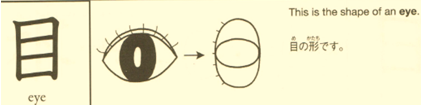 目
eye
This is the shape of an eye.
目の形です。
め かたち